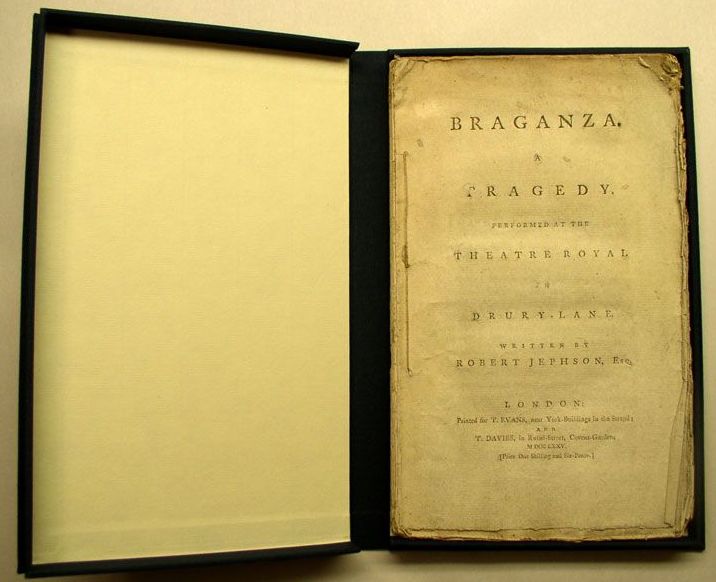 BRAGANZA.
A
TRAGEDY.
PERFORMED AT THE
THEATRE ROYAL
IN
DRURY-LANE.
WRITTEN BY
ROBERT JEPHSON, Esq.
LONDON:
Printed for T. EVANS, near York-Buildings in the Strand;
AND
T. DAVIES, in Russel-Street, Covent-Garden,
M DCC LXXV.
[Price One Shilling and Six-Pence.]